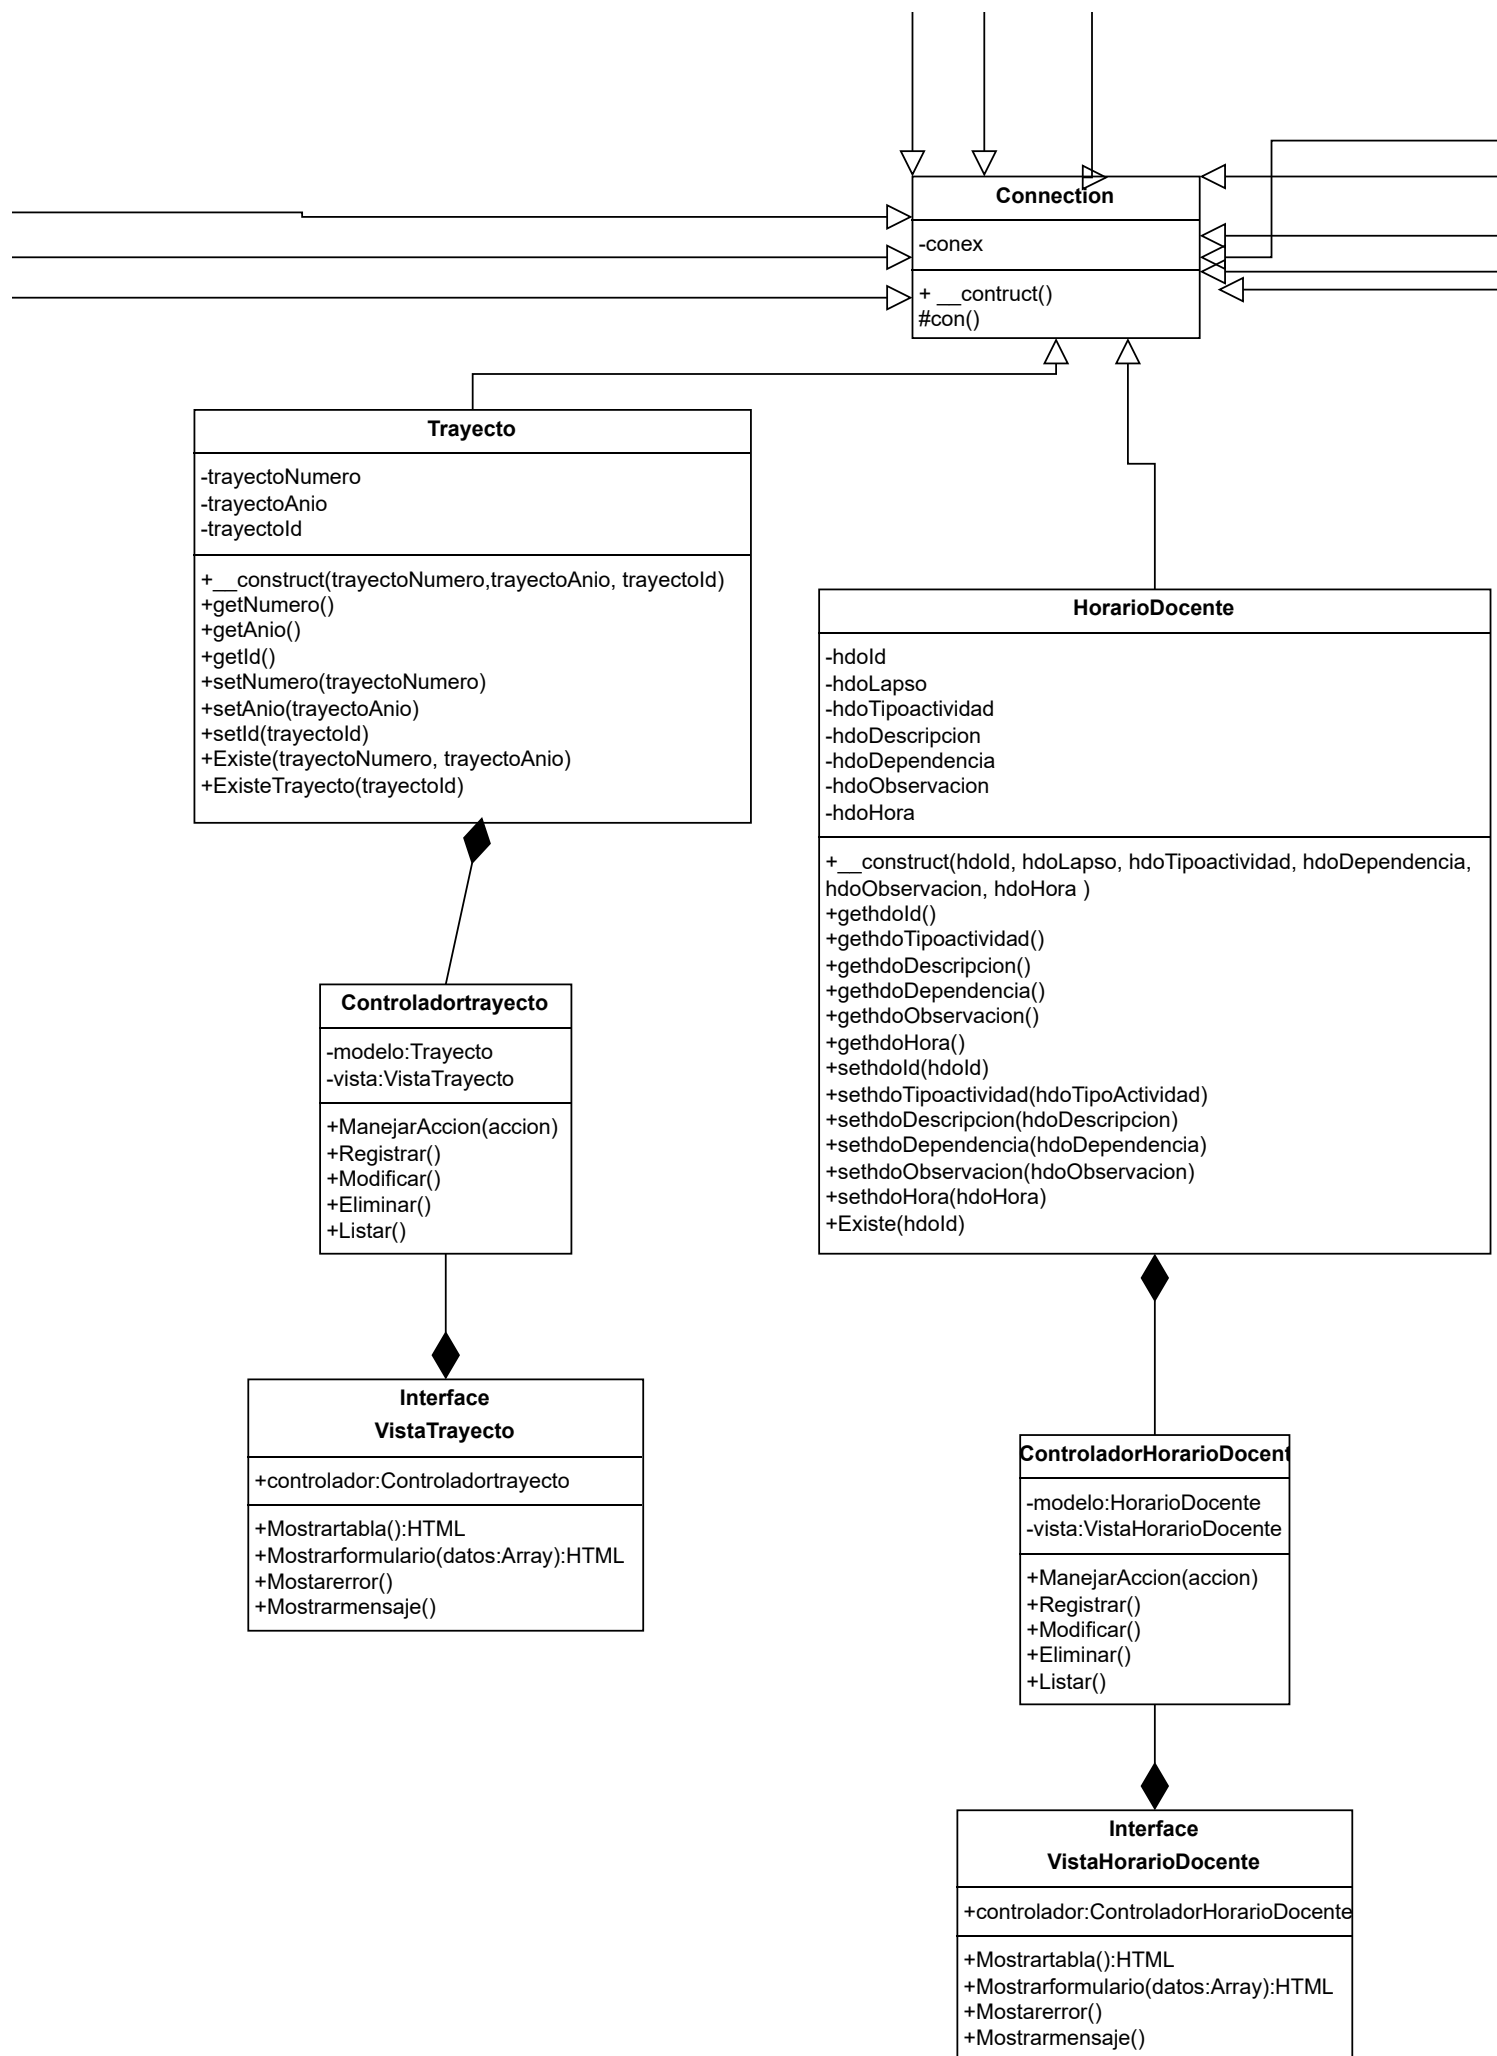 Connection
-conex
+ __contruct()
#con()
Trayecto
-trayectoNumero
-trayectoAnio
-trayectoId
+__construct(trayectoNumero,trayectoAnio, trayectoId)
+getNumero()
+getAnio()
+getId()
+setNumero(trayectoNumero)
+setAnio(trayectoAnio)
+setId(trayectoId)
+Existe(trayectoNumero, trayectoAnio)
+ExisteTrayecto(trayectoId)
HorarioDocente
-hdoId
-hdoLapso
-hdoTipoactividad
-hdoDescripcion
-hdoDependencia
-hdoObservacion
-hdoHora
+__construct(hdoId, hdoLapso, hdoTipoactividad, hdoDependencia,
hdoObservacion, hdoHora )
+gethdoId()
+gethdoTipoactividad()
+gethdoDescripcion()
+gethdoDependencia()
+gethdoObservacion()
+gethdoHora()
+sethdoId(hdoId)
+sethdoTipoactividad(hdoTipoActividad)
+sethdoDescripcion(hdoDescripcion)
+sethdoDependencia(hdoDependencia)
+sethdoObservacion(hdoObservacion)
+sethdoHora(hdoHora)
+Existe(hdoId)
Controladortrayecto
-modelo:Trayecto
-vista:VistaTrayecto
+ManejarAccion(accion)
+Registrar()
+Modificar()
+Eliminar()
+Listar()
Interface
VistaTrayecto
+controlador:Controladortrayecto
+Mostrartabla():HTML
+Mostrarformulario(datos:Array):HTML
+Mostarerror()
+Mostrarmensaje()
ControladorHorarioDocent
-modelo:HorarioDocente
-vista:VistaHorarioDocente
+ManejarAccion(accion)
+Registrar()
+Modificar()
+Eliminar()
+Listar()
Interface
VistaHorarioDocente
+controlador:ControladorHorarioDocente
+Mostrartabla():HTML
+Mostrarformulario(datos:Array):HTML
+Mostarerror()
+Mostrarmensaje()